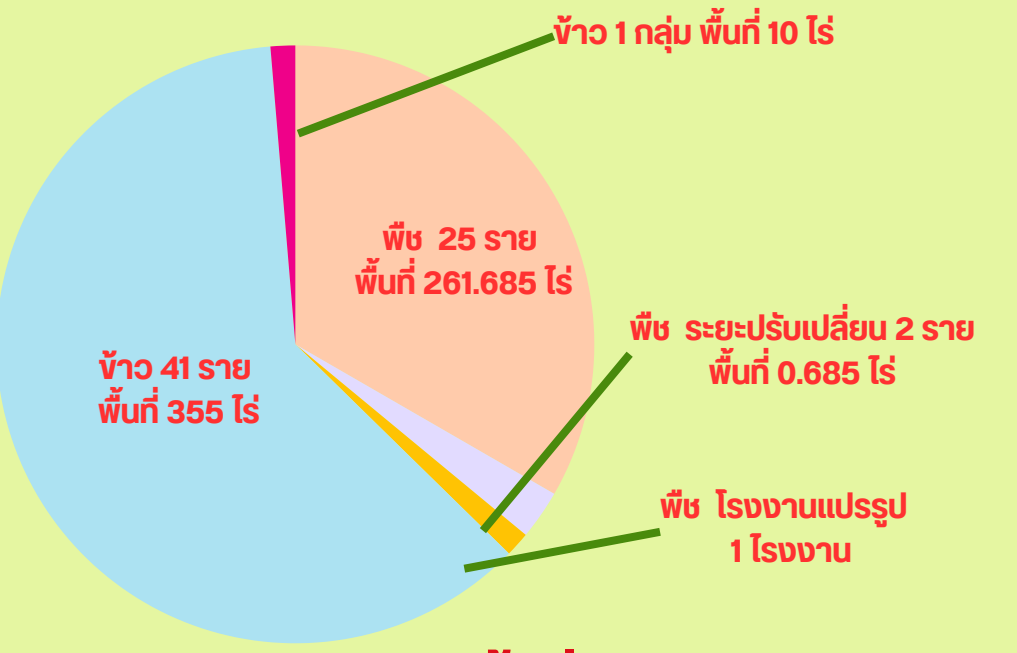 ข้าว 1 กลุ่ม พื้นที่ 10 ไร่
พืช  25 ราย
พื้นที่ 261.685 ไร่
พืช  ระยะปรับเปลี่ยน 2 ราย
พื้นที่ 0.685 ไร่
ข้าว 41 ราย
พื้นที่ 355 ไร่
พืช  โรงงานแปรรูป
1 โรงงาน